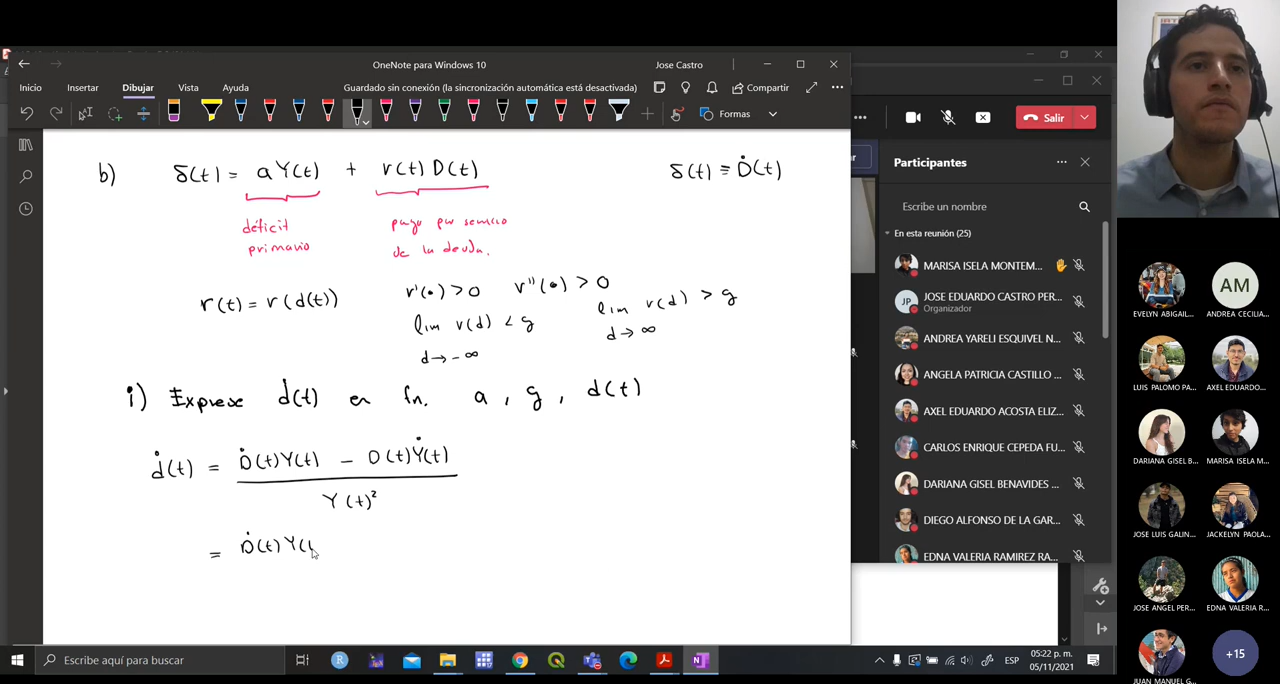 OneNote para Windows 10
Jose Castro
Inicio Insertar Dibujar Vista Ayuda
Guardado sin conexión (la sincronización automática está desactivada)
Compartir
Formas
b) δ(t) = a Y(t) + r(t) D(t) δ(t) ≡ Ḋ(t)
déficit
primario
pago por servicio
de la deuda.
r(t) = r(d(t)) r'(•) > 0 r''(•) > 0
lim r(d) < g
d → -∞
lim r(d) > g
d → ∞
i) Exprese ḋ(t) en fn. a, g, d(t)
ḋ(t) = Ḋ(t)Y(t) - D(t)Ẏ(t)
Y(t)²
= Ḋ(t)Y(t
Salir
Participantes
Escribe un nombre
En esta reunión (25)
MARISA ISELA MONTEM...
JP
JOSE EDUARDO CASTRO PER...
Organizador
ANDREA YARELI ESQUIVEL N...
ANGELA PATRICIA CASTILLO ...
AXEL EDUARDO ACOSTA ELIZ...
CARLOS ENRIQUE CEPEDA FU...
DARIANA GISEL BENAVIDES ...
DIEGO ALFONSO DE LA GAR...
EDNA VALERIA RAMIREZ RA...
AM
EVELYN ABIGAIL... ANDREA CECILIA...
LUIS PALOMO PA... AXEL EDUARDO...
DARIANA GISEL B... MARISA ISELA M...
JOSE LUIS GALIN... JACKELYN PAOLA...
JOSE ANGEL PER... EDNA VALERIA R...
JUAN MANUEL G...
+15
Escribe aquí para buscar
ESP
05:22 p. m.
05/11/2021